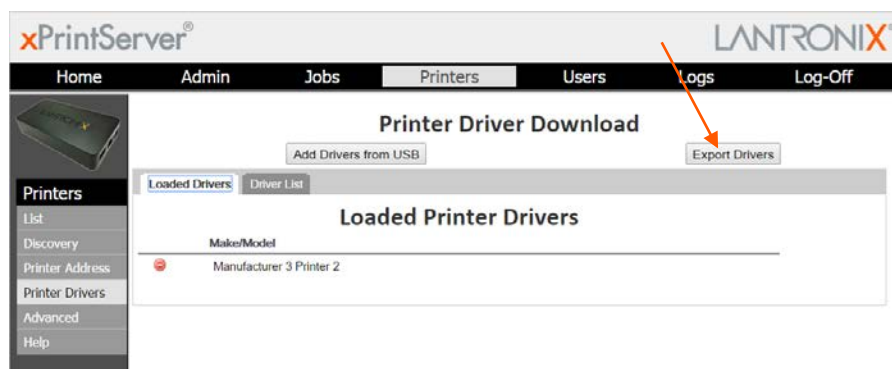 xPrintServer®
LANTRONIX®
Home Admin Jobs Printers Users Logs Log-Off
Printer Driver Download
Add Drivers from USB Export Drivers
Printers
List
Discovery
Printer Address
Printer Drivers
Advanced
Help
Loaded Drivers Driver List
Loaded Printer Drivers
Make/Model
Manufacturer 3 Printer 2